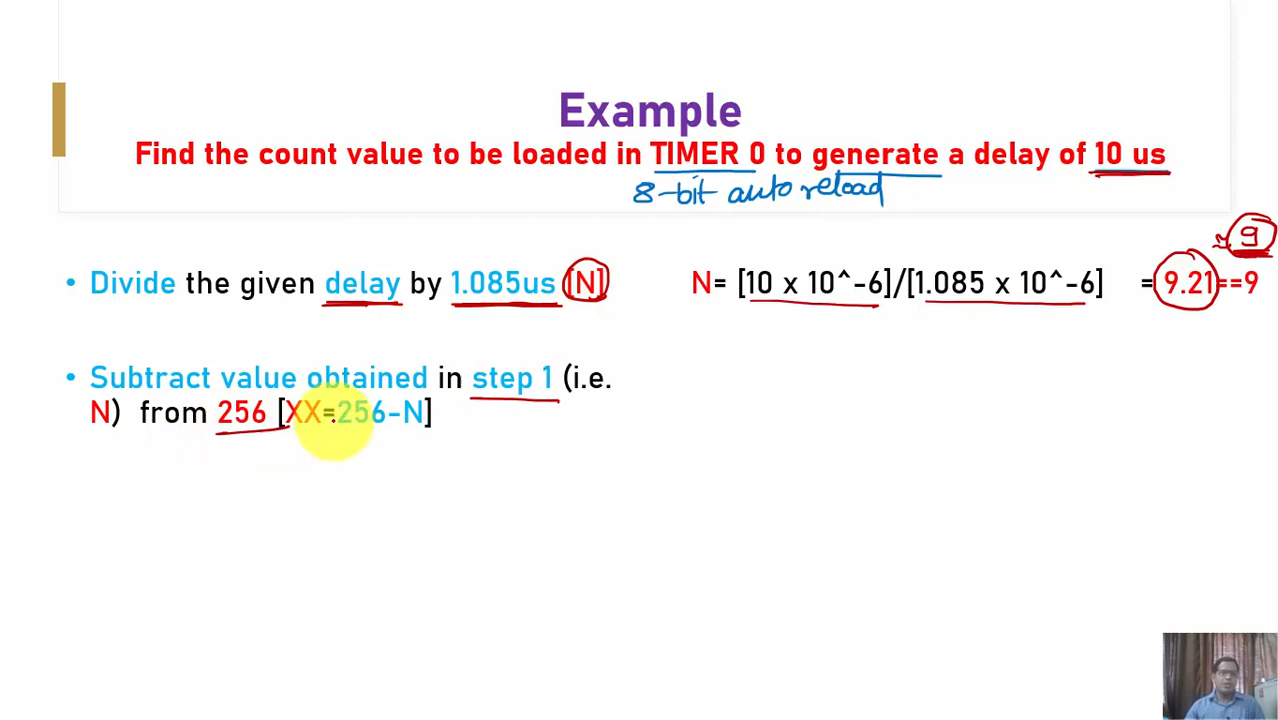 Example
Find the count value to be loaded in TIMER 0 to generate a delay of 10 us
8-bit auto reload
• Divide the given delay by 1.085us [N]
N= [10 x 10^-6]/[1.085 x 10^-6] = 9.21==9
≈ 9
• Subtract value obtained in step 1 (i.e.
N) from 256 [XX=256-N]